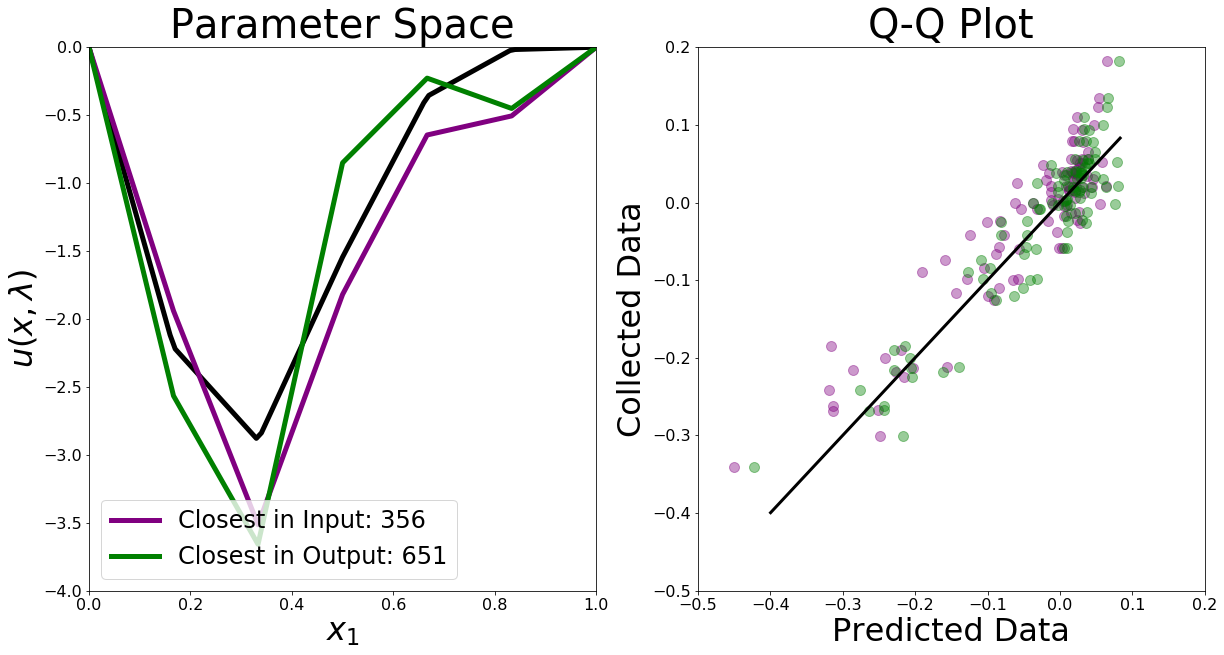 Parameter Space
0.0
−0.5
−1.0
−1.5
−2.0
−2.5
−3.0
−3.5
−4.0
u(x, λ)
Closest in Input: 356
Closest in Output: 651
0.0 0.2 0.4 0.6 0.8 1.0
x₁
Q-Q Plot
0.2
0.1
0.0
−0.1
−0.2
−0.3
−0.4
−0.5
Collected Data
−0.5 −0.4 −0.3 −0.2 −0.1 0.0 0.1 0.2
Predicted Data